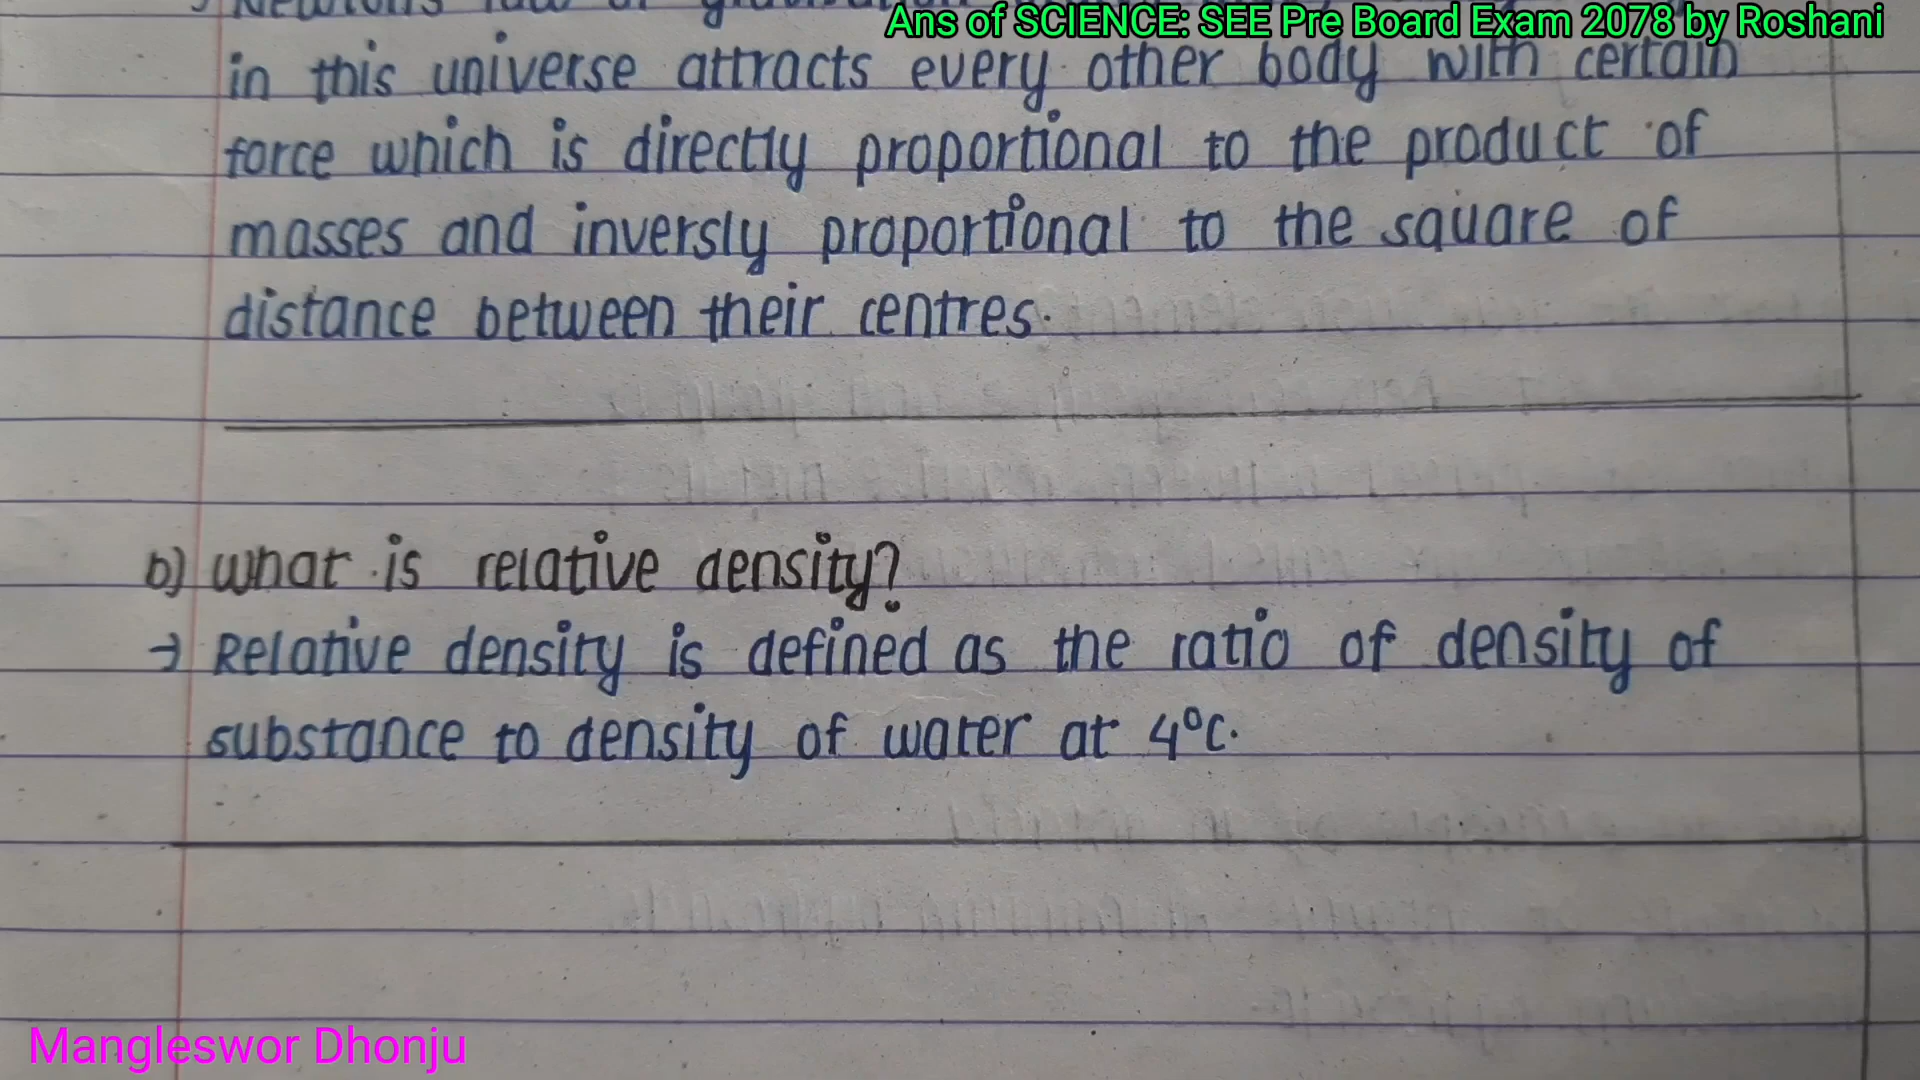 Ans of SCIENCE: SEE Pre Board Exam 2078 by Roshani
Newtons law of
in this universe attracts every other body with certain
force which is directly proportional to the product of
masses and inversly proportional to the square of
distance between their centres.
b) what is relative density?
→ Relative density is defined as the ratio of density of
substance to density of water at 4°c.
Mangleswor Dhonju